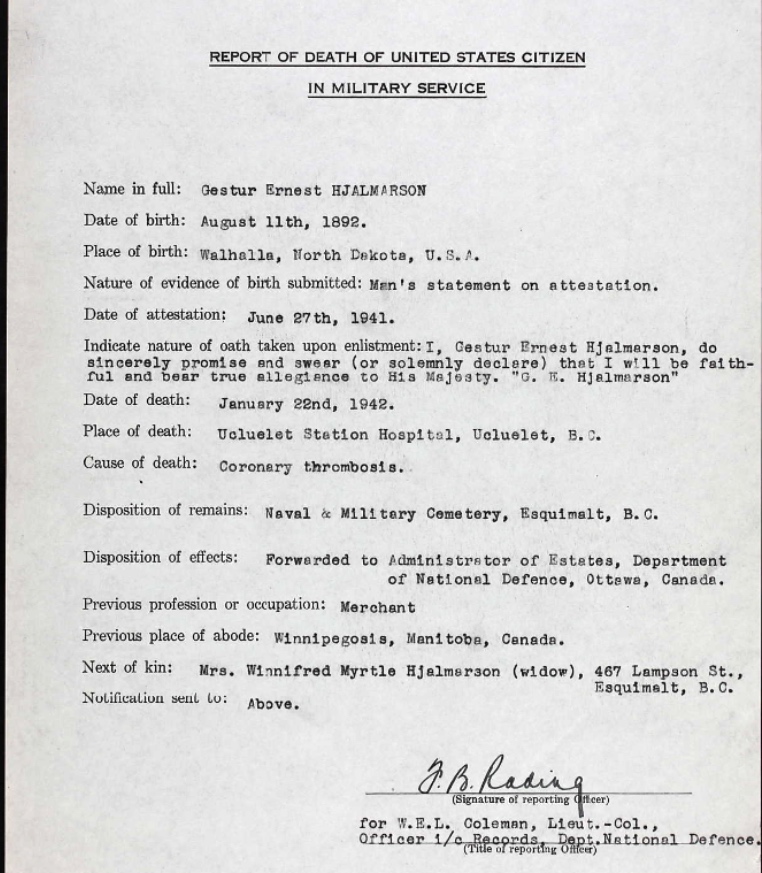 REPORT OF DEATH OF UNITED STATES CITIZEN
IN MILITARY SERVICE
Name in full: Gestur Ernest HJALMARSON
Date of birth: August 11th, 1892.
Place of birth: Walhalla, North Dakota, U.S.A.
Nature of evidence of birth submitted: Man's statement on attestation.
Date of attestation: June 27th, 1941.
Indicate nature of oath taken upon enlistment: I, Gestur Ernest Hjalmarson, do
sincerely promise and swear (or solemnly declare) that I will be faith-
ful and bear true allegiance to His Majesty. "G. E. Hjalmarson"
Date of death: January 22nd, 1942.
Place of death: Ucluelet Station Hospital, Ucluelet, B.C.
Cause of death: Coronary thrombosis.
Disposition of remains: Naval & Military Cemetery, Esquimalt, B.C.
Disposition of effects: Forwarded to Administrator of Estates, Department
of National Defence, Ottawa, Canada.
Previous profession or occupation: Merchant
Previous place of abode: Winnipegosis, Manitoba, Canada.
Next of kin: Mrs. Winnifred Myrtle Hjalmarson (widow), 467 Lampson St.,
Esquimalt, B.C.
Notification sent to: Above.
F. B. Rading
(Signature of reporting Officer)
for W.E.L. Coleman, Lieut.-Col.,
Officer i/c Records, Dept.National Defence.
(Title of reporting Officer)